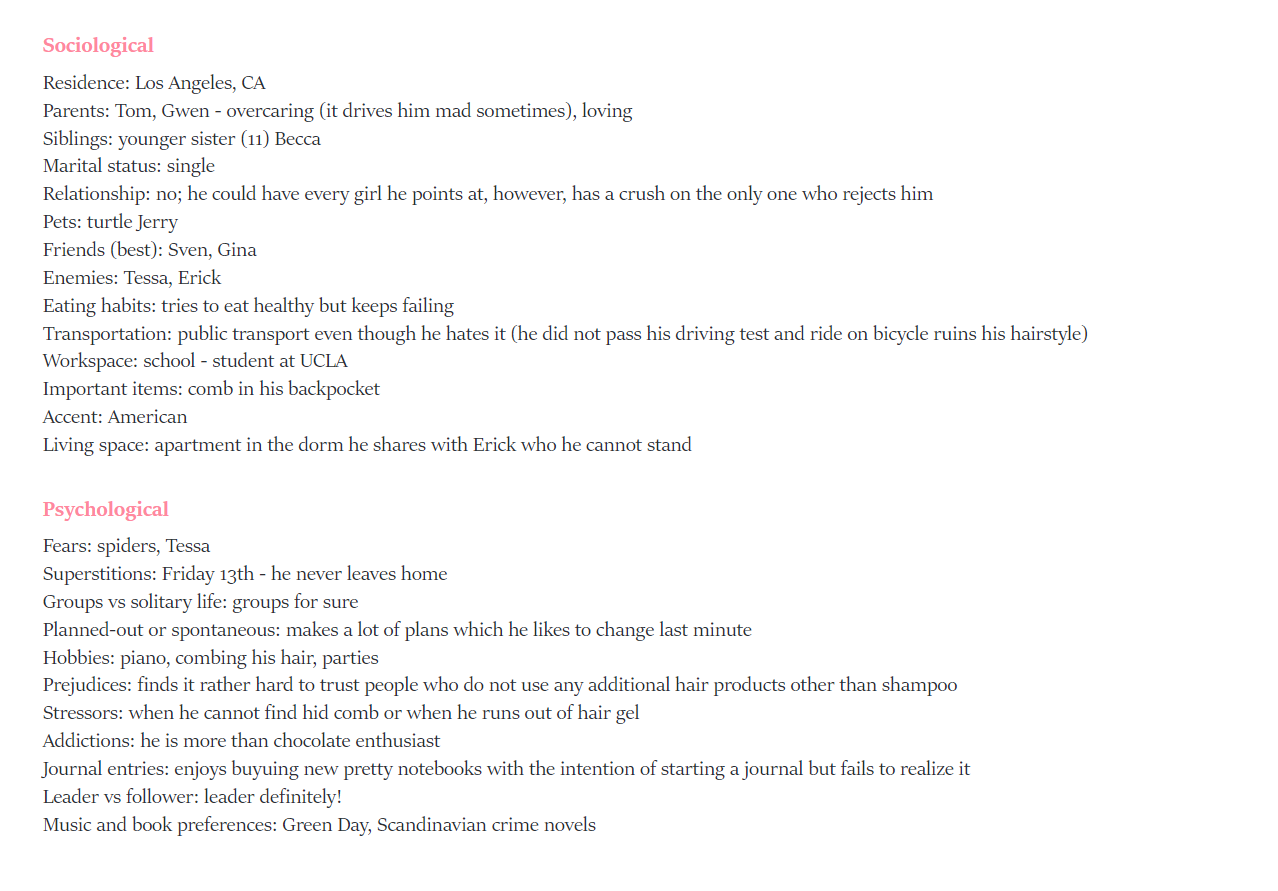 Sociological
Residence: Los Angeles, CA
Parents: Tom, Gwen - overcaring (it drives him mad sometimes), loving
Siblings: younger sister (11) Becca
Marital status: single
Relationship: no; he could have every girl he points at, however, has a crush on the only one who rejects him
Pets: turtle Jerry
Friends (best): Sven, Gina
Enemies: Tessa, Erick
Eating habits: tries to eat healthy but keeps failing
Transportation: public transport even though he hates it (he did not pass his driving test and ride on bicycle ruins his hairstyle)
Workspace: school - student at UCLA
Important items: comb in his backpocket
Accent: American
Living space: apartment in the dorm he shares with Erick who he cannot stand
Psychological
Fears: spiders, Tessa
Superstitions: Friday 13th - he never leaves home
Groups vs solitary life: groups for sure
Planned-out or spontaneous: makes a lot of plans which he likes to change last minute
Hobbies: piano, combing his hair, parties
Prejudices: finds it rather hard to trust people who do not use any additional hair products other than shampoo
Stressors: when he cannot find hid comb or when he runs out of hair gel
Addictions: he is more than chocolate enthusiast
Journal entries: enjoys buyuing new pretty notebooks with the intention of starting a journal but fails to realize it
Leader vs follower: leader definitely!
Music and book preferences: Green Day, Scandinavian crime novels